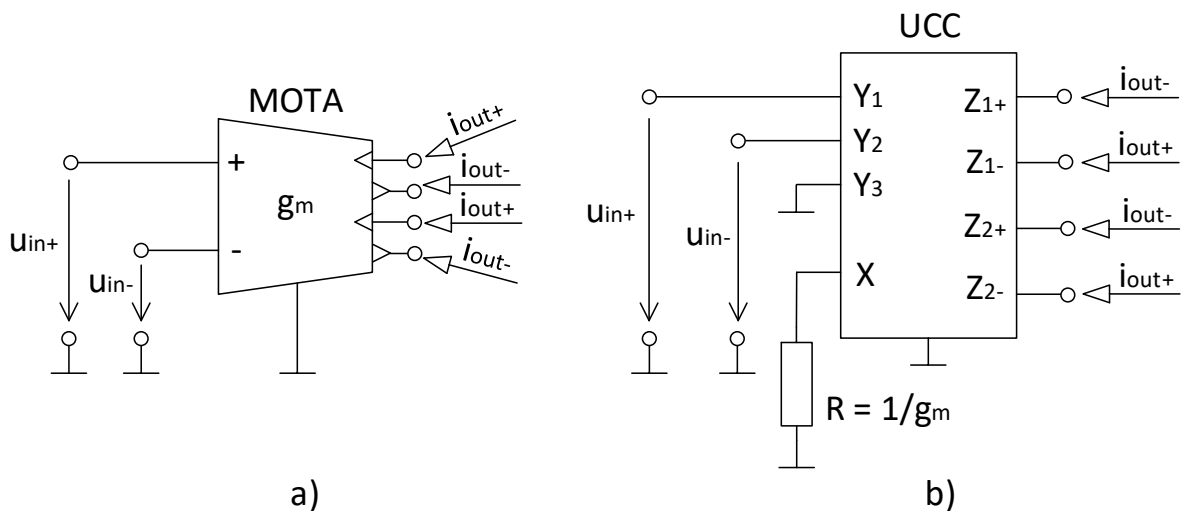 MOTA
+
-
gm
uin+
uin-
iout+
iout-
iout+
iout-
a)
UCC
Y1
Y2
Y3
X
Z1+
Z1-
Z2+
Z2-
iout-
iout+
iout-
iout+
uin+
uin-
R = 1/gm
b)